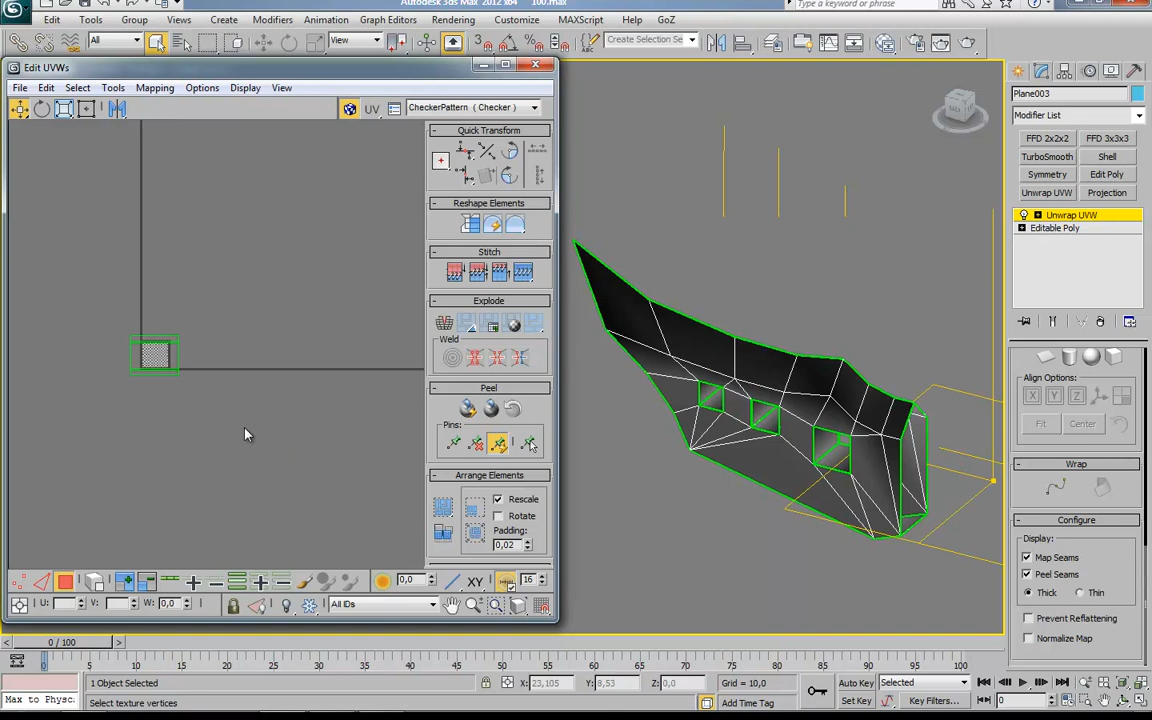 Autodesk 3ds Max 2012 x64
100.max
Type a keyword or phrase
Edit Tools Group Views Create Modifiers Animation Graph Editors Rendering Customize MAXScript Help GoZ
All
View
Create Selection Se
Edit UVWs
File Edit Select Tools Mapping Options Display View
UV
CheckerPattern ( Checker )
Quick Transform
Reshape Elements
Stitch
Explode
Weld
Peel
Pins:
Arrange Elements
Rescale
Rotate
Padding:
0,02
0,0
XY
16
U:
V:
W: 0,0
All IDs
Plane003
Modifier List
FFD 2x2x2
FFD 3x3x3
TurboSmooth
Shell
Symmetry
Edit Poly
Unwrap UVW
Projection
Unwrap UVW
Editable Poly
Align Options:
X
Y
Z
Fit
Center
Wrap
Configure
Display:
Map Seams
Peel Seams
Thick
Thin
Prevent Reflattening
Normalize Map
0 / 100
0 5 10 15 20 25 30 35 40 45 50 55 60 65 70 75 80 85 90 95 100
1 Object Selected
X: 23,105
Y: 8,53
Z: 0,0
Grid = 10,0
Auto Key
Selected
Max to Physc
Select texture vertices
Add Time Tag
Set Key
Key Filters...
0